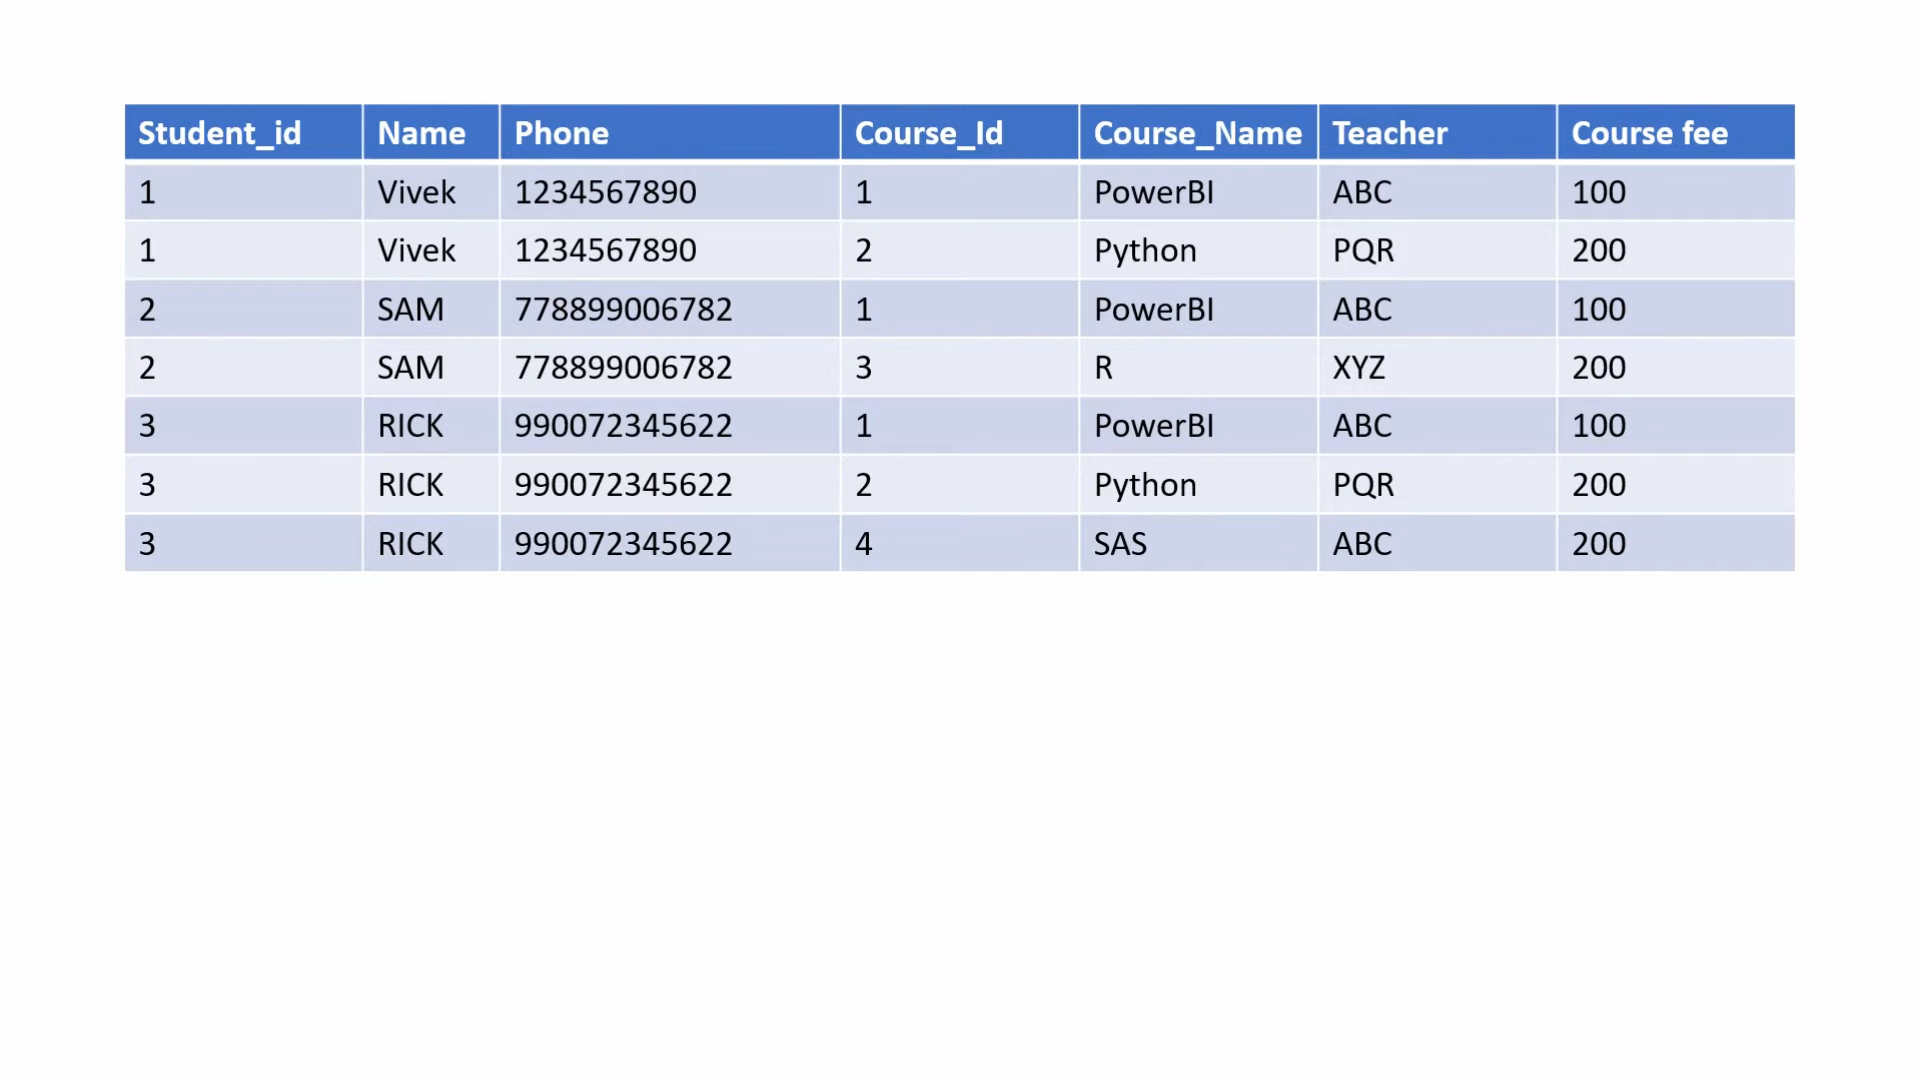 Student_id Name Phone Course_Id Course_Name Teacher Course fee
1 Vivek 1234567890 1 PowerBI ABC 100
1 Vivek 1234567890 2 Python PQR 200
2 SAM 778899006782 1 PowerBI ABC 100
2 SAM 778899006782 3 R XYZ 200
3 RICK 990072345622 1 PowerBI ABC 100
3 RICK 990072345622 2 Python PQR 200
3 RICK 990072345622 4 SAS ABC 200